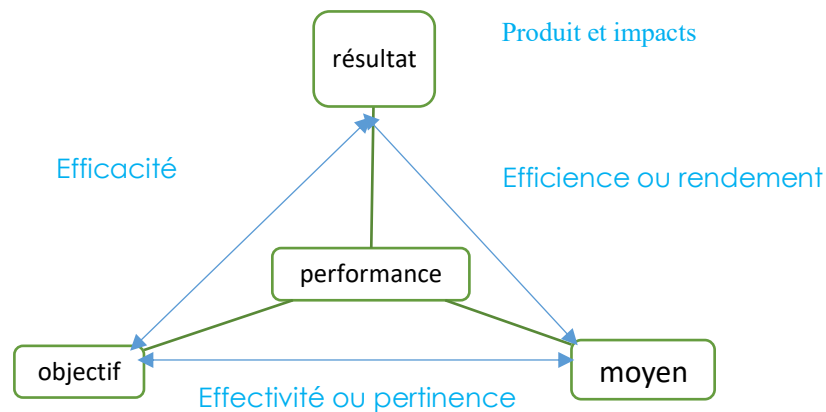 Produit et impacts
résultat
Efficacité
Efficience ou rendement
performance
objectif
moyen
Effectivité ou pertinence